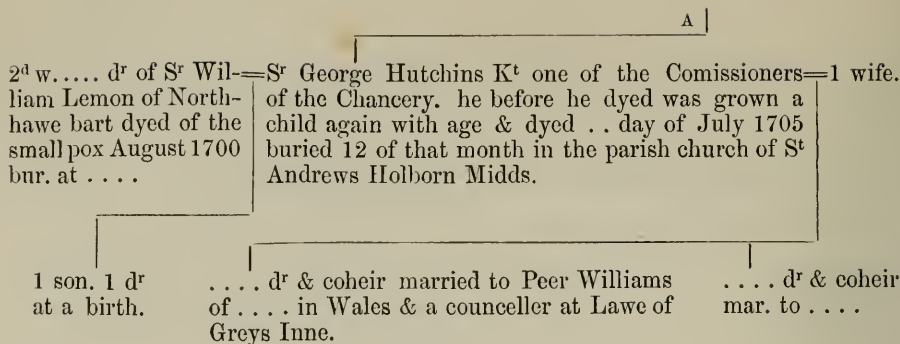 A
2ᵈ w..... dʳ of Sʳ Wil-
liam Lemon of North-
hawe bart dyed of the
small pox August 1700
bur. at ....
Sʳ George Hutchins Kᵗ one of the Comissioners
of the Chancery. he before he dyed was grown a
child again with age & dyed .. day of July 1705
buried 12 of that month in the parish church of Sᵗ
Andrews Holborn Midds.
1 wife.
1 son. 1 dʳ
at a birth.
.... dʳ & coheir married to Peer Williams
of .... in Wales & a counceller at Lawe of
Greys Inne.
.... dʳ & coheir
mar. to ....